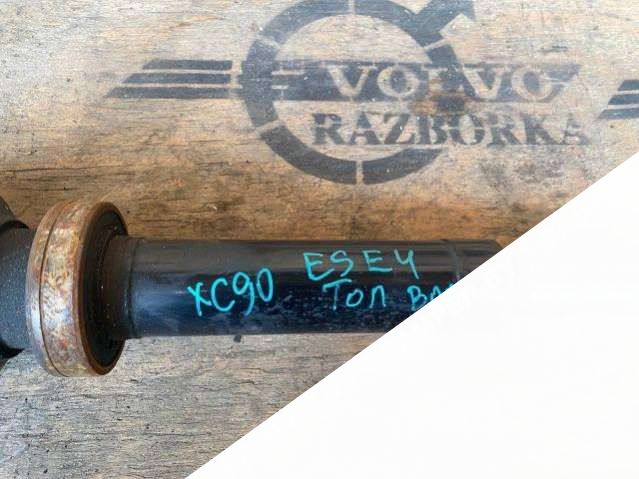 VOLVO
RAZBORKA
XC90 ESE4
Топ